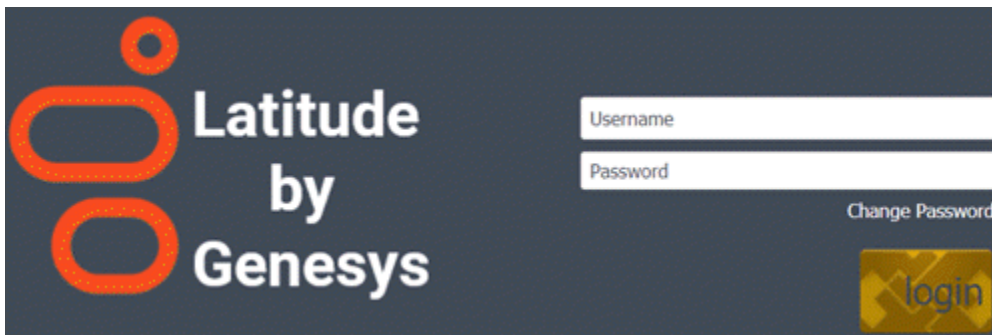 Latitude
by
Genesys
Username
Password
Change Password
login